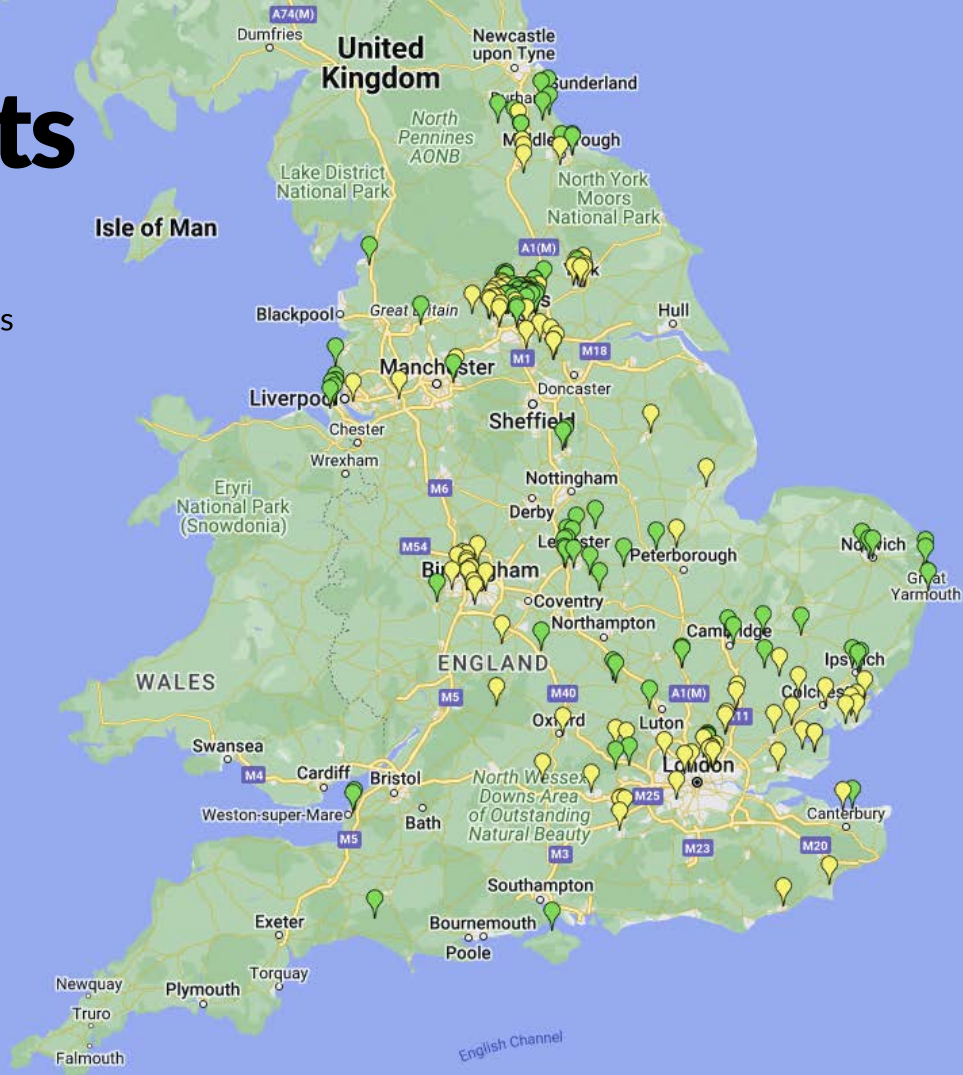 A74(M)
Dumfries
Newcastle
upon Tyne
United
Kingdom
Sunderland
ts
North
Pennines
AONB
Lake District
National Park
North York
Moors
National Park
Isle of Man
A1(M)
s
Blackpool
Hull
M1
M18
Manchester
Doncaster
Liverpool
Sheffield
Chester
Wrexham
Nottingham
M6
Eryri
National Park
(Snowdonia)
Derby
M54
Peterborough
Norwich
Great
Yarmouth
Coventry
Northampton
Cambridge
ENGLAND
Ipswich
WALES
M5
M40
A1(M)
Oxford
Luton
Swansea
M4
Cardiff
Bristol
North Wessex
Downs Area
of Outstanding
Natural Beauty
London
M25
Weston-super-Mare
Bath
Canterbury
M5
M3
M23
M20
Southampton
Exeter
Bournemouth
Poole
Torquay
Newquay
Plymouth
Truro
Falmouth
English Channel